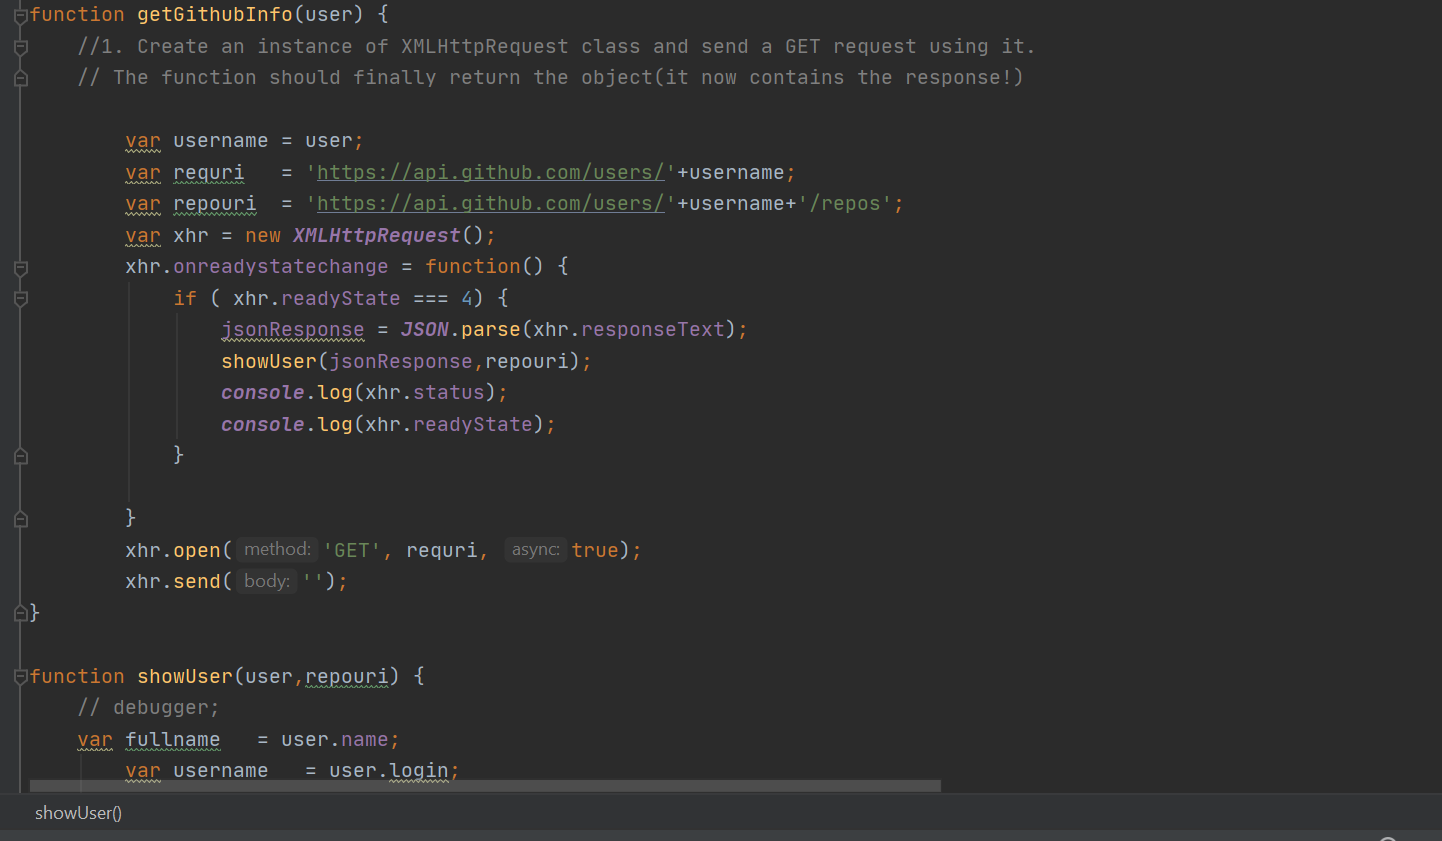 function getGithubInfo(user) {
//1. Create an instance of XMLHttpRequest class and send a GET request using it.
// The function should finally return the object(it now contains the response!)
var username = user;
var requri   = 'https://api.github.com/users/'+username;
var repouri  = 'https://api.github.com/users/'+username+'/repos';
var xhr = new XMLHttpRequest();
xhr.onreadystatechange = function() {
if ( xhr.readyState === 4) {
jsonResponse = JSON.parse(xhr.responseText);
showUser(jsonResponse,repouri);
console.log(xhr.status);
console.log(xhr.readyState);
}
}
xhr.open( method: 'GET', requri, async: true);
xhr.send( body: '');
}
function showUser(user,repouri) {
// debugger;
var fullname   = user.name;
var username   = user.login;
showUser()